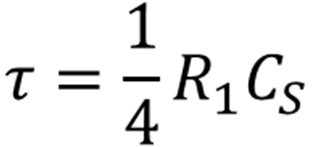 τ = 1/4 R₁C_S